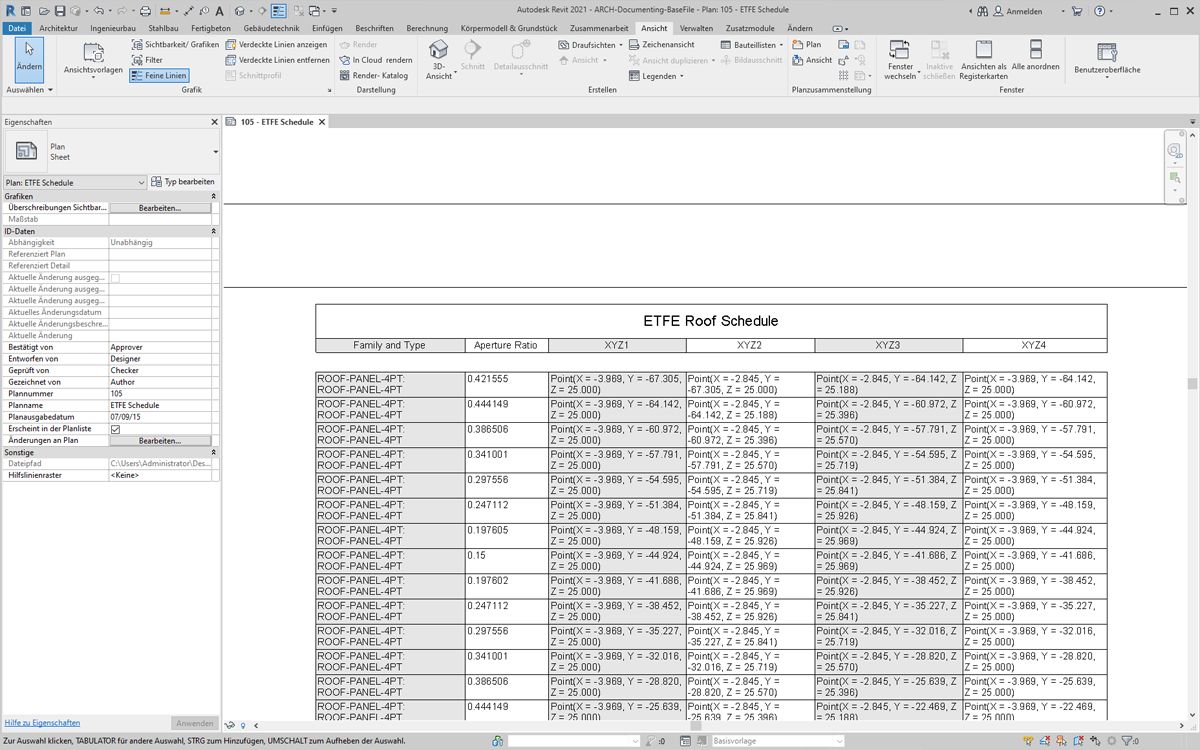 Autodesk Revit 2021 - ARCH-Documenting-BaseFile - Plan: 105 - ETFE Schedule
Anmelden
Datei Architektur Ingenieurbau Stahlbau Fertigbeton Gebäudetechnik Einfügen Beschriften Berechnung Körpermodell & Grundstück Zusammenarbeit Ansicht Verwalten Zusatzmodule Ändern
Ändern
Auswählen
Ansichtsvorlagen
Sichtbarkeit/ Grafiken
Filter
Feine Linien
Verdeckte Linien anzeigen
Verdeckte Linien entfernen
Schnittprofil
Grafik
Render
In Cloud rendern
Render- Katalog
Darstellung
3D-
Ansicht
Schnitt
Detailausschnitt
Draufsichten
Ansicht
Zeichenansicht
Ansicht duplizieren
Legenden
Bauteillisten
Bildausschnitt
Erstellen
Plan
Ansicht
Planzusammenstellung
Fenster
wechseln
Inaktive
schließen
Ansichten als
Registerkarten
Alle anordnen
Fenster
Benutzeroberfläche
Eigenschaften
105 - ETFE Schedule
Plan
Sheet
Plan: ETFE Schedule
Typ bearbeiten
Grafiken
Überschreibungen Sichtbar... Bearbeiten...
Maßstab
ID-Daten
Abhängigkeit Unabhängig
Referenziert Plan
Referenziert Detail
Aktuelle Änderung ausgeg...
Aktuelle Änderung ausgeg...
Aktuelle Änderung ausgeg...
Aktuelles Änderungsdatum
Aktuelle Änderungsbeschre...
Aktuelle Änderung
Bestätigt von Approver
Entworfen von Designer
Geprüft von Checker
Gezeichnet von Author
Plannummer 105
Planname ETFE Schedule
Planausgabedatum 07/09/15
Erscheint in der Planliste
Änderungen an Plan Bearbeiten...
Sonstige
Dateipfad C:\Users\Administrator\Des...
Hilfslinienraster <Keine>
Hilfe zu Eigenschaften
Anwenden
ETFE Roof Schedule
Family and Type Aperture Ratio XYZ1 XYZ2 XYZ3 XYZ4
ROOF-PANEL-4PT: 0.421555 Point(X = -3.969, Y = -67.305, Point(X = -2.845, Y = Point(X = -2.845, Y = -64.142, Z Point(X = -3.969, Y = -64.142,
ROOF-PANEL-4PT Z = 25.000) -67.305, Z = 25.000) = 25.188) Z = 25.000)
ROOF-PANEL-4PT: 0.444149 Point(X = -3.969, Y = -64.142, Point(X = -2.845, Y = Point(X = -2.845, Y = -60.972, Z Point(X = -3.969, Y = -60.972,
ROOF-PANEL-4PT Z = 25.000) -64.142, Z = 25.188) = 25.396) Z = 25.000)
ROOF-PANEL-4PT: 0.386506 Point(X = -3.969, Y = -60.972, Point(X = -2.845, Y = Point(X = -2.845, Y = -57.791, Z Point(X = -3.969, Y = -57.791,
ROOF-PANEL-4PT Z = 25.000) -60.972, Z = 25.396) = 25.570) Z = 25.000)
ROOF-PANEL-4PT: 0.341001 Point(X = -3.969, Y = -57.791, Point(X = -2.845, Y = Point(X = -2.845, Y = -54.595, Z Point(X = -3.969, Y = -54.595,
ROOF-PANEL-4PT Z = 25.000) -57.791, Z = 25.570) = 25.719) Z = 25.000)
ROOF-PANEL-4PT: 0.297556 Point(X = -3.969, Y = -54.595, Point(X = -2.845, Y = Point(X = -2.845, Y = -51.384, Z Point(X = -3.969, Y = -51.384,
ROOF-PANEL-4PT Z = 25.000) -54.595, Z = 25.719) = 25.841) Z = 25.000)
ROOF-PANEL-4PT: 0.247112 Point(X = -3.969, Y = -51.384, Point(X = -2.845, Y = Point(X = -2.845, Y = -48.159, Z Point(X = -3.969, Y = -48.159,
ROOF-PANEL-4PT Z = 25.000) -51.384, Z = 25.841) = 25.926) Z = 25.000)
ROOF-PANEL-4PT: 0.197605 Point(X = -3.969, Y = -48.159, Point(X = -2.845, Y = Point(X = -2.845, Y = -44.924, Z Point(X = -3.969, Y = -44.924,
ROOF-PANEL-4PT Z = 25.000) -48.159, Z = 25.926) = 25.969) Z = 25.000)
ROOF-PANEL-4PT: 0.15 Point(X = -3.969, Y = -44.924, Point(X = -2.845, Y = Point(X = -2.845, Y = -41.686, Z Point(X = -3.969, Y = -41.686,
ROOF-PANEL-4PT Z = 25.000) -44.924, Z = 25.969) = 25.969) Z = 25.000)
ROOF-PANEL-4PT: 0.197602 Point(X = -3.969, Y = -41.686, Point(X = -2.845, Y = Point(X = -2.845, Y = -38.452, Z Point(X = -3.969, Y = -38.452,
ROOF-PANEL-4PT Z = 25.000) -41.686, Z = 25.969) = 25.926) Z = 25.000)
ROOF-PANEL-4PT: 0.247112 Point(X = -3.969, Y = -38.452, Point(X = -2.845, Y = Point(X = -2.845, Y = -35.227, Z Point(X = -3.969, Y = -35.227,
ROOF-PANEL-4PT Z = 25.000) -38.452, Z = 25.926) = 25.841) Z = 25.000)
ROOF-PANEL-4PT: 0.297556 Point(X = -3.969, Y = -35.227, Point(X = -2.845, Y = Point(X = -2.845, Y = -32.016, Z Point(X = -3.969, Y = -32.016,
ROOF-PANEL-4PT Z = 25.000) -35.227, Z = 25.841) = 25.719) Z = 25.000)
ROOF-PANEL-4PT: 0.341001 Point(X = -3.969, Y = -32.016, Point(X = -2.845, Y = Point(X = -2.845, Y = -28.820, Z Point(X = -3.969, Y = -28.820,
ROOF-PANEL-4PT Z = 25.000) -32.016, Z = 25.719) = 25.570) Z = 25.000)
ROOF-PANEL-4PT: 0.386506 Point(X = -3.969, Y = -28.820, Point(X = -2.845, Y = Point(X = -2.845, Y = -25.639, Z Point(X = -3.969, Y = -25.639,
ROOF-PANEL-4PT Z = 25.000) -28.820, Z = 25.570) = 25.396) Z = 25.000)
ROOF-PANEL-4PT: 0.444149 Point(X = -3.969, Y = -25.639, Point(X = -2.845, Y = Point(X = -2.845, Y = -22.469, Z Point(X = -3.969, Y = -22.469,
ROOF-PANEL-4PT Z = 25.000) -25.639, Z = 25.396) = 25.188) Z = 25.000)
Zur Auswahl klicken, TABULATOR für andere Auswahl, STRG zum Hinzufügen, UMSCHALT zum Aufheben der Auswahl.
:0
Basisvorlage
:0